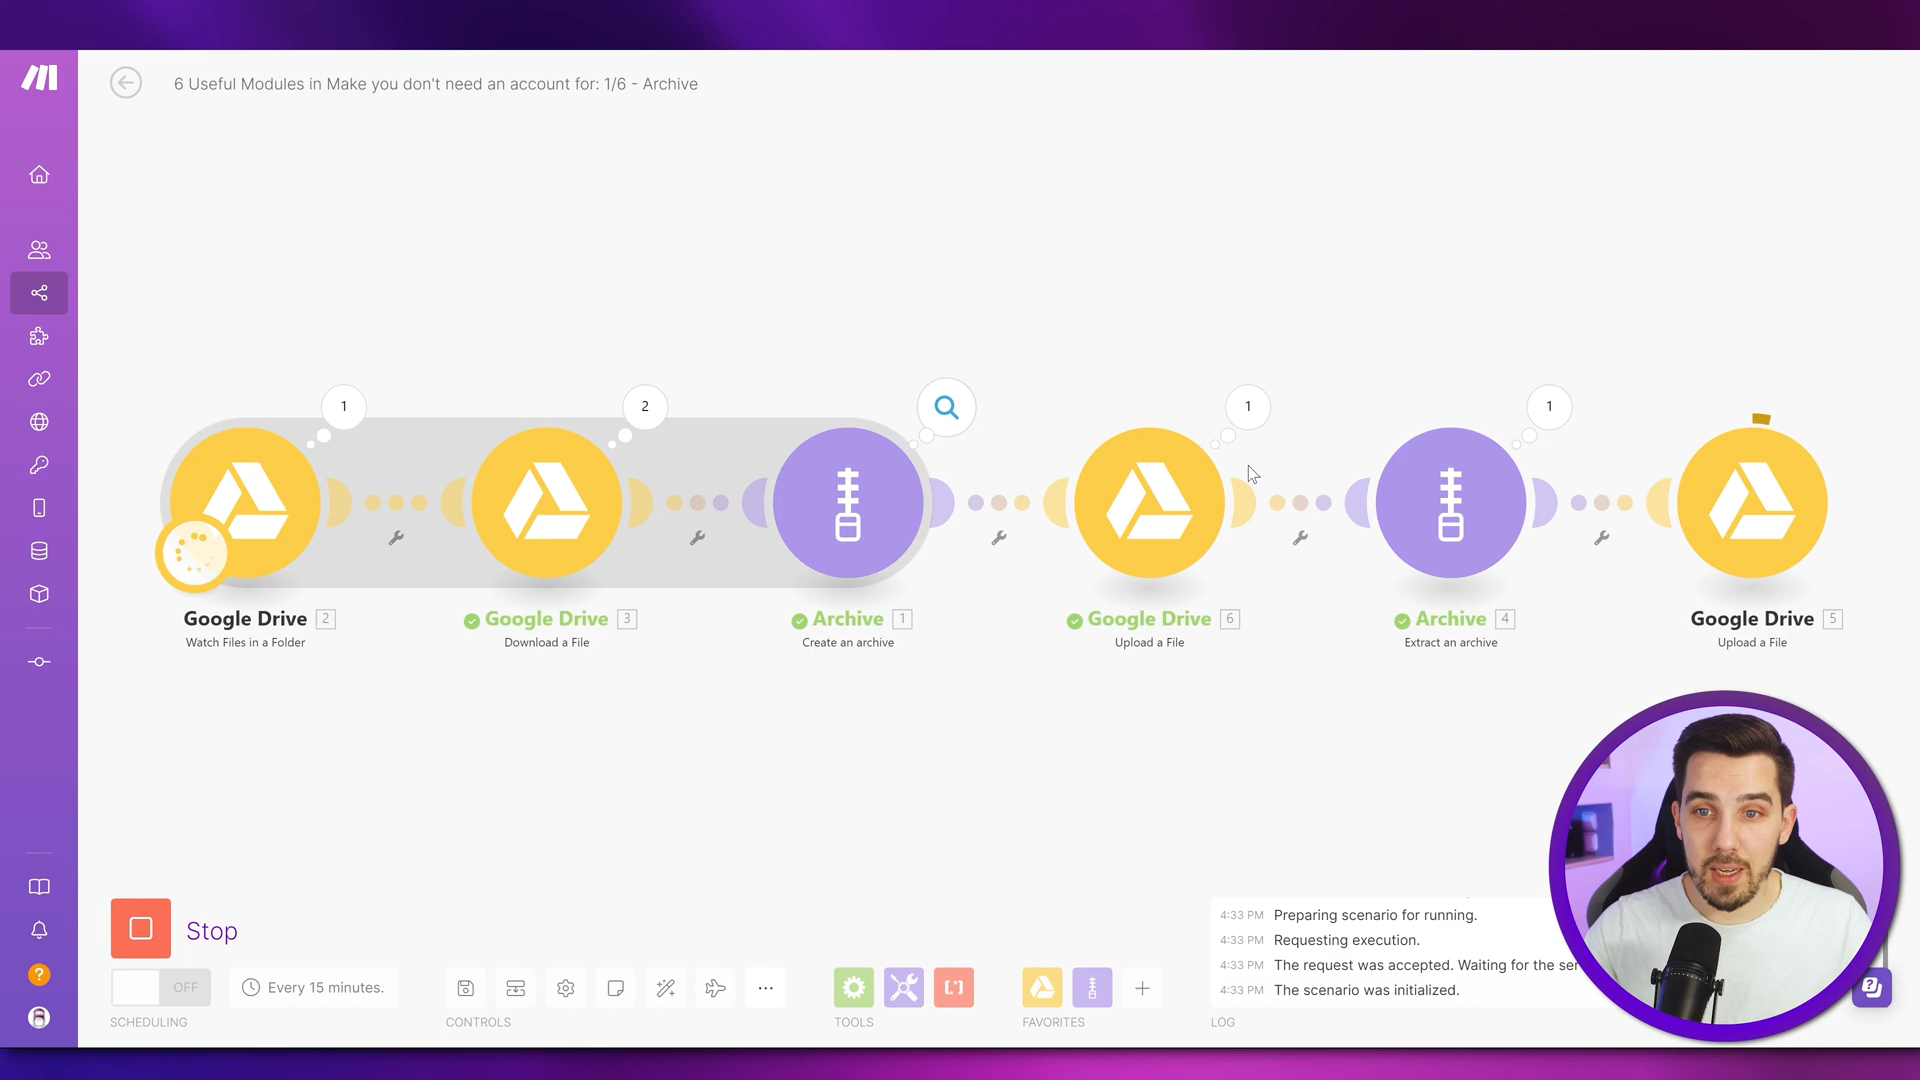 6 Useful Modules in Make you don't need an account for: 1/6 - Archive
1
2
1
1
Google Drive 2
Watch Files in a Folder
Google Drive 3
Download a File
Archive 1
Create an archive
Google Drive 6
Upload a File
Archive 4
Extract an archive
Google Drive 5
Upload a File
Stop
OFF
Every 15 minutes.
SCHEDULING
CONTROLS
TOOLS
FAVORITES
4:33 PM Preparing scenario for running.
4:33 PM Requesting execution.
4:33 PM The request was accepted. Waiting for the ser
4:33 PM The scenario was initialized.
LOG
?
?